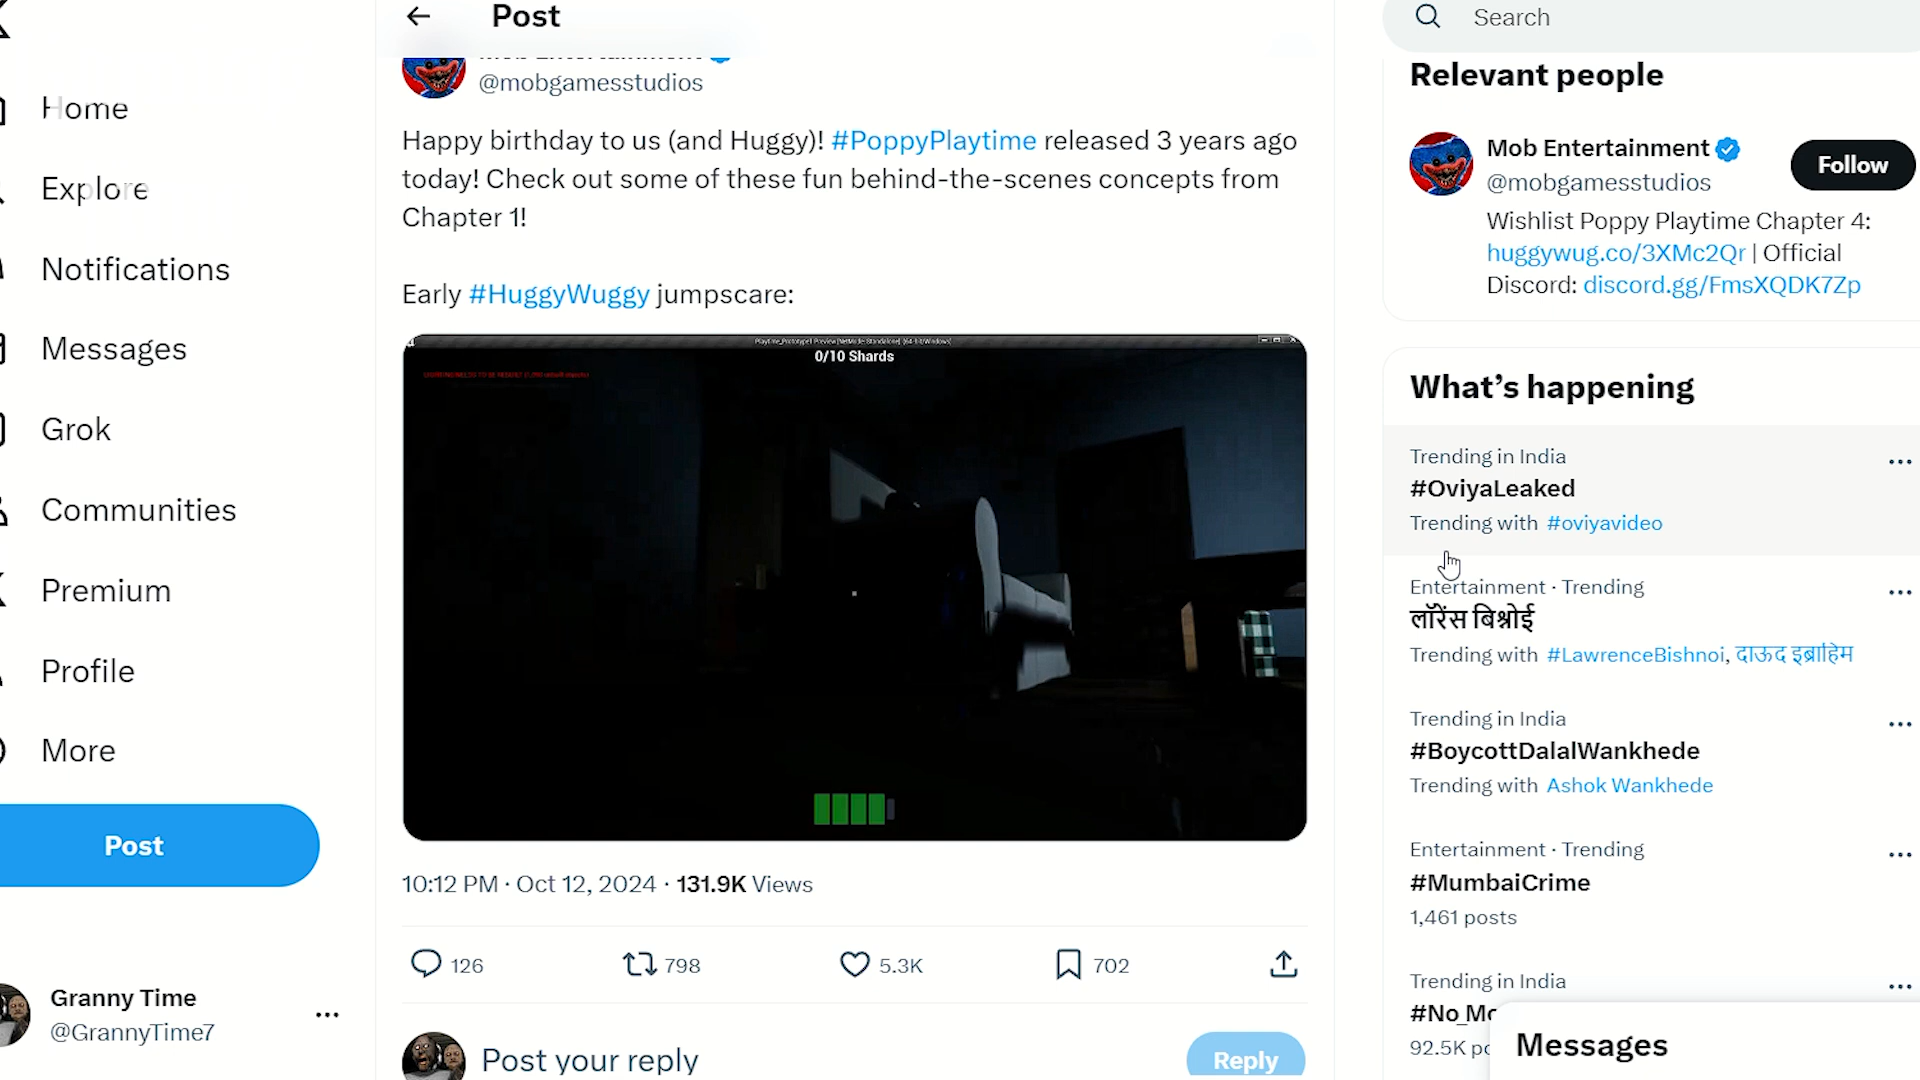 Post
Search
Home
Explore
Notifications
Messages
Grok
Communities
Premium
Profile
More
Post
Granny Time
@GrannyTime7
@mobgamesstudios
Happy birthday to us (and Huggy)! #PoppyPlaytime released 3 years ago
today! Check out some of these fun behind-the-scenes concepts from
Chapter 1!
Early #HuggyWuggy jumpscare:
0/10 Shards
10:12 PM · Oct 12, 2024 · 131.9K Views
126
798
5.3K
702
Post your reply
Reply
Relevant people
Mob Entertainment
@mobgamesstudios
Follow
Wishlist Poppy Playtime Chapter 4:
huggywug.co/3XMc2Qr | Official
Discord: discord.gg/FmsXQDK7Zp
What's happening
Trending in India
#OviyaLeaked
Trending with #oviyavideo
Entertainment · Trending
लॉरेंस बिश्नोई
Trending with #LawrenceBishnoi, दाऊद इब्राहिम
Trending in India
#BoycottDalalWankhede
Trending with Ashok Wankhede
Entertainment · Trending
#MumbaiCrime
1,461 posts
Trending in India
92.5K
Messages